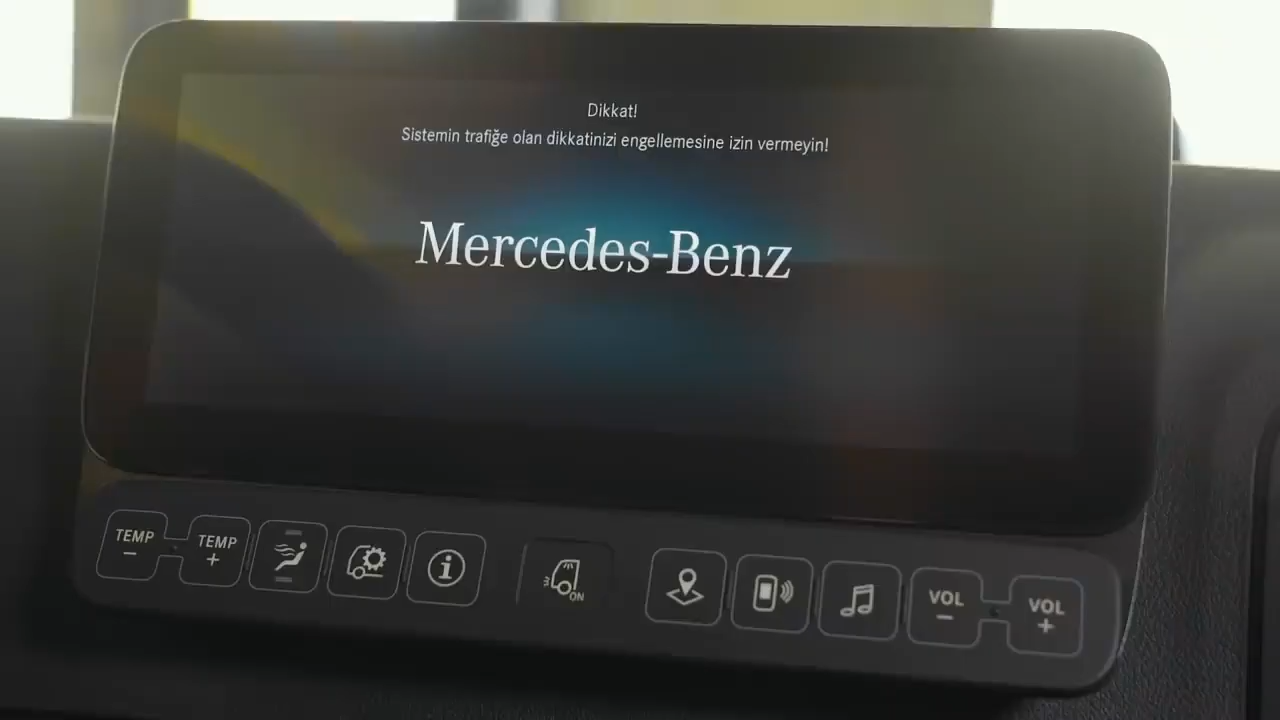 Dikkat!
Sistemin trafiğe olan dikkatinizi engellemesine izin vermeyin!
Mercedes-Benz
TEMP
−
TEMP
+
i
ON
VOL
−
VOL
+